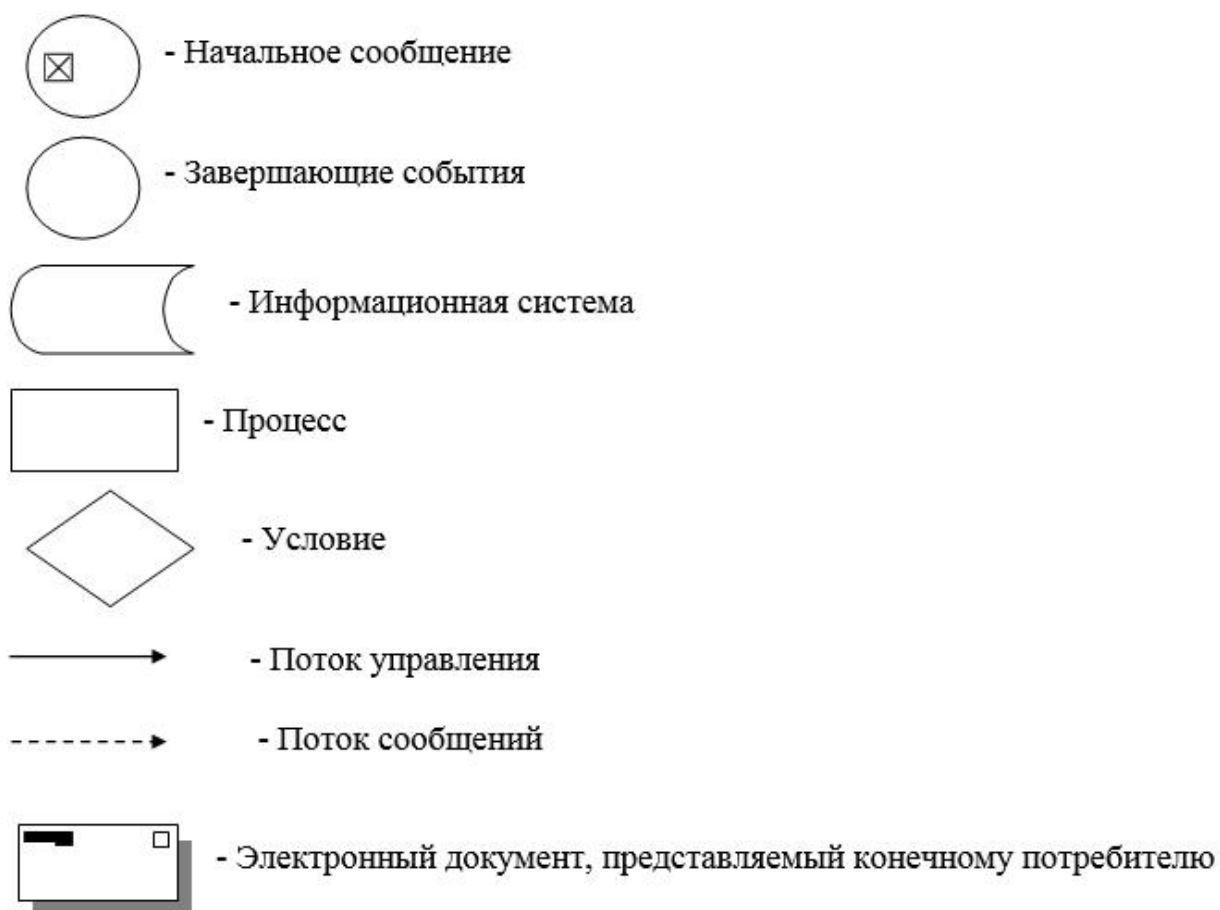 - Начальное сообщение
- Завершающие события
- Информационная система
- Процесс
- Условие
- Поток управления
- Поток сообщений
- Электронный документ, представляемый конечному потребителю